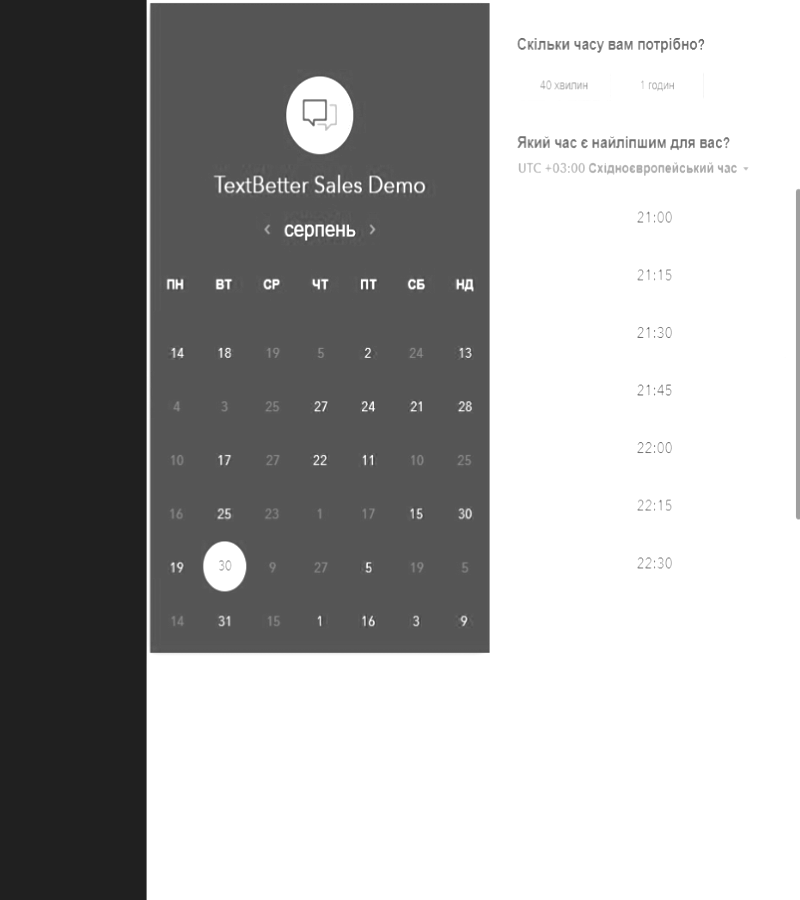 TextBetter Sales Demo
‹ серпень ›
ПН ВТ СР ЧТ ПТ СБ НД
14 18 19 5 2 24 13
4 3 25 27 24 21 28
10 17 27 22 11 10 25
16 25 23 1 17 15 30
19 30 9 27 5 19 5
14 31 15 1 16 3 9
Скільки часу вам потрібно?
40 хвилин 1 годин
Який час є найліпшим для вас?
UTC +03:00 Східноєвропейський час
21:00
21:15
21:30
21:45
22:00
22:15
22:30